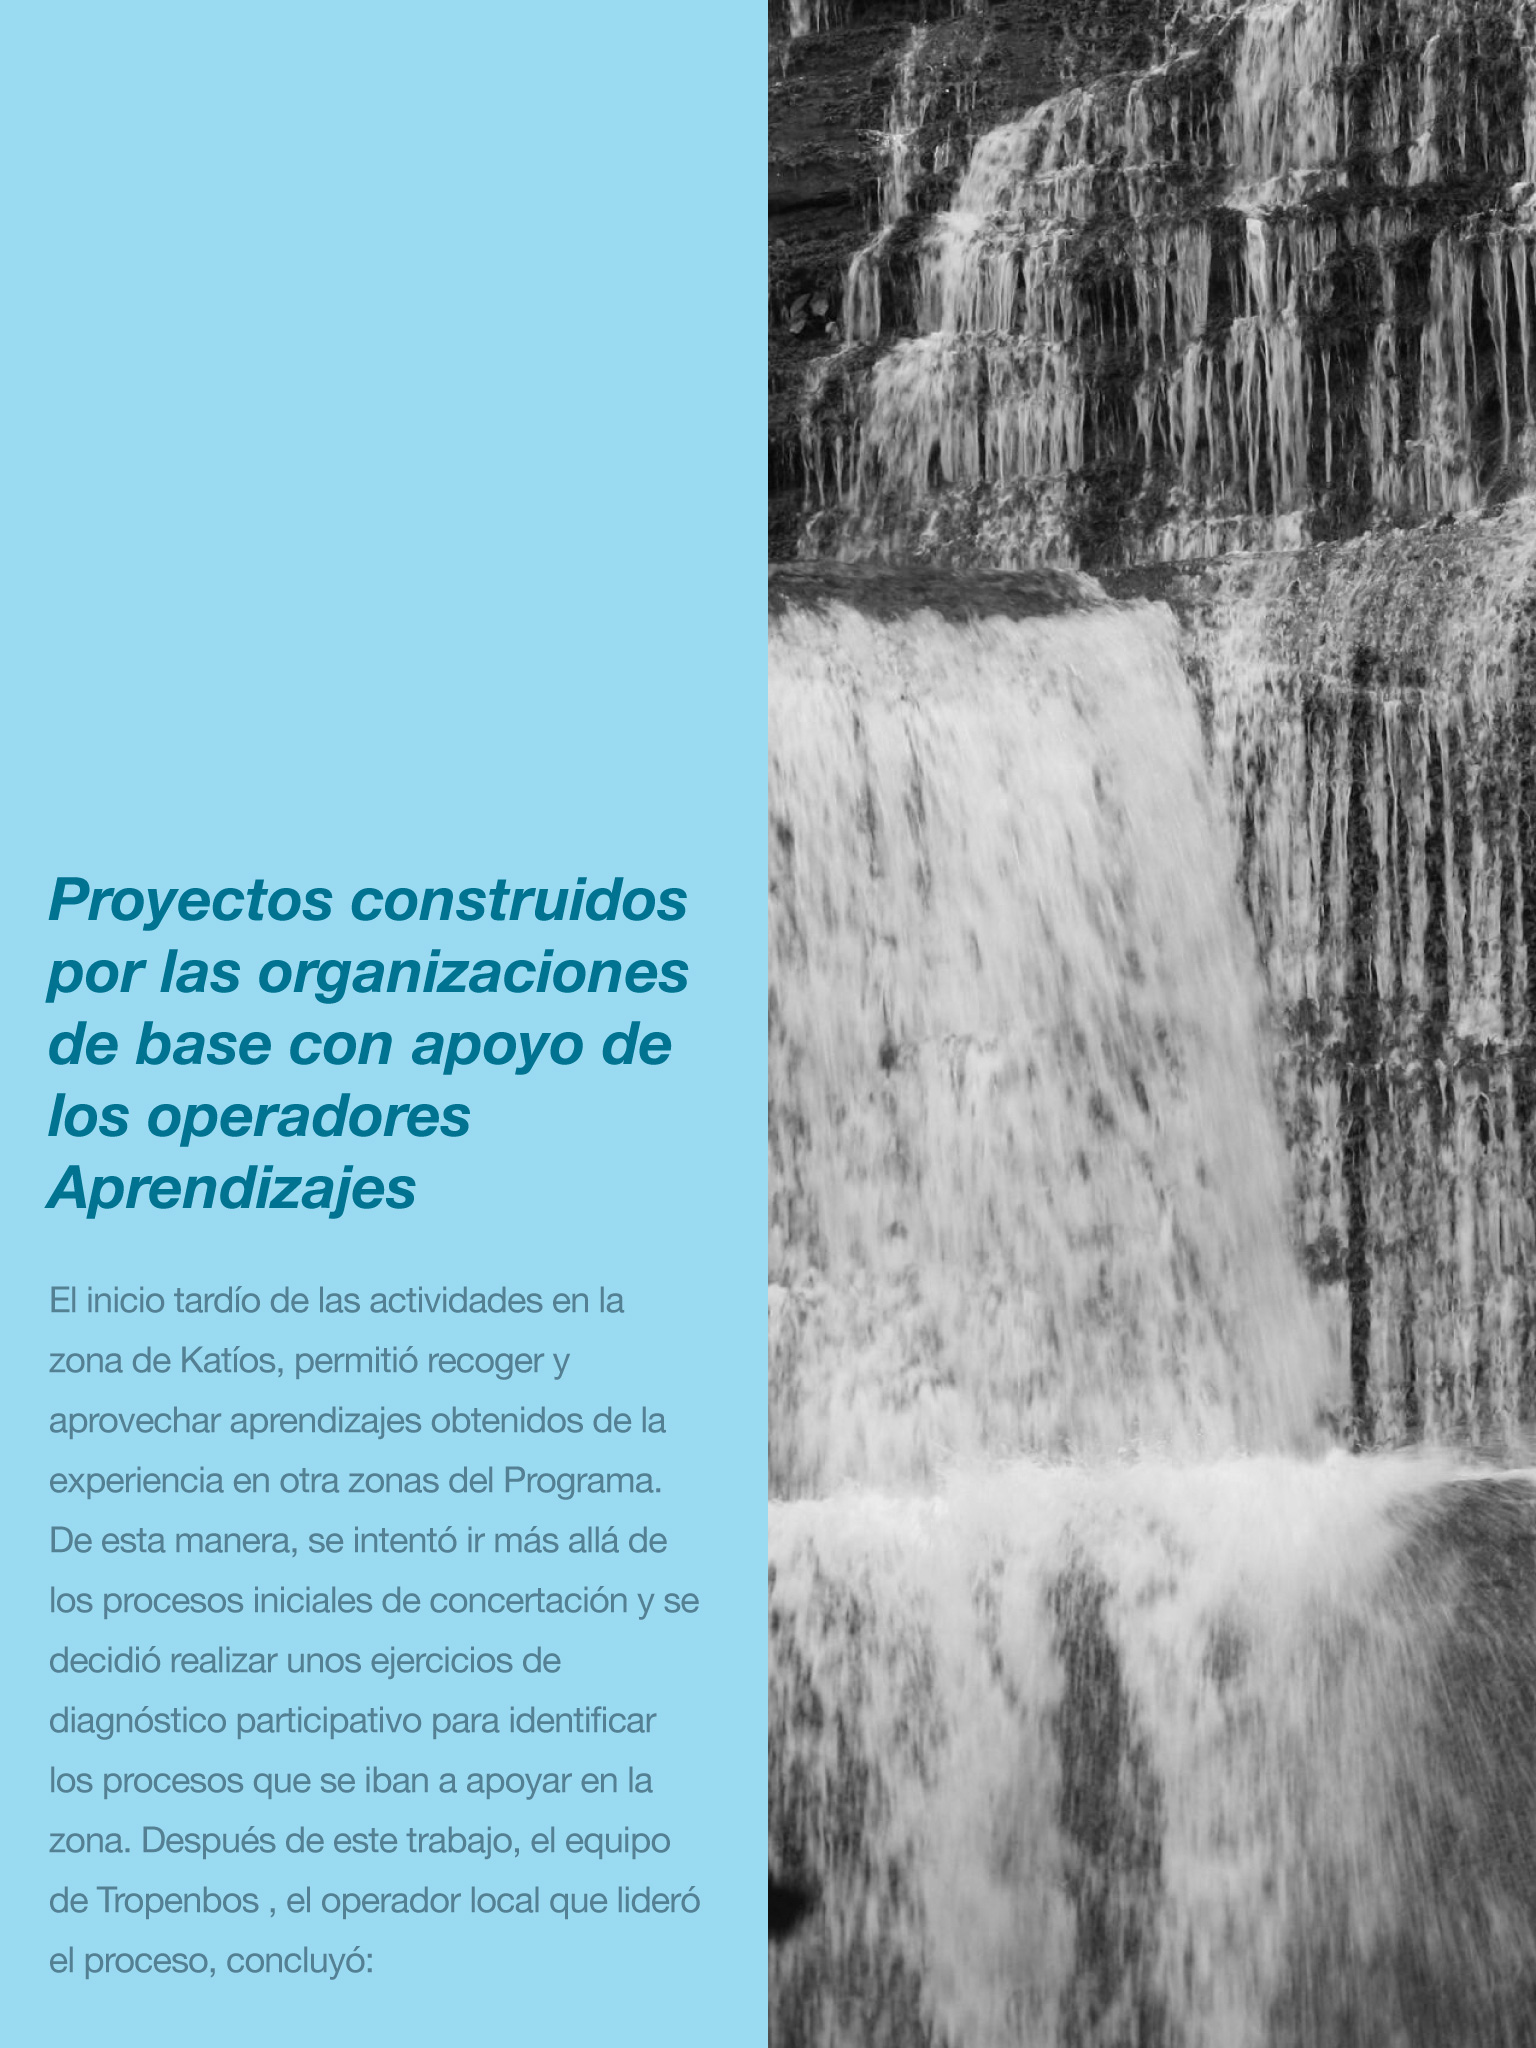 Proyectos construidos
por las organizaciones
de base con apoyo de
los operadores
Aprendizajes
El inicio tardío de las actividades en la
zona de Katíos, permitió recoger y
aprovechar aprendizajes obtenidos de la
experiencia en otra zonas del Programa.
De esta manera, se intentó ir más allá de
los procesos iniciales de concertación y se
decidió realizar unos ejercicios de
diagnóstico participativo para identificar
los procesos que se iban a apoyar en la
zona. Después de este trabajo, el equipo
de Tropenbos , el operador local que lideró
el proceso, concluyó: